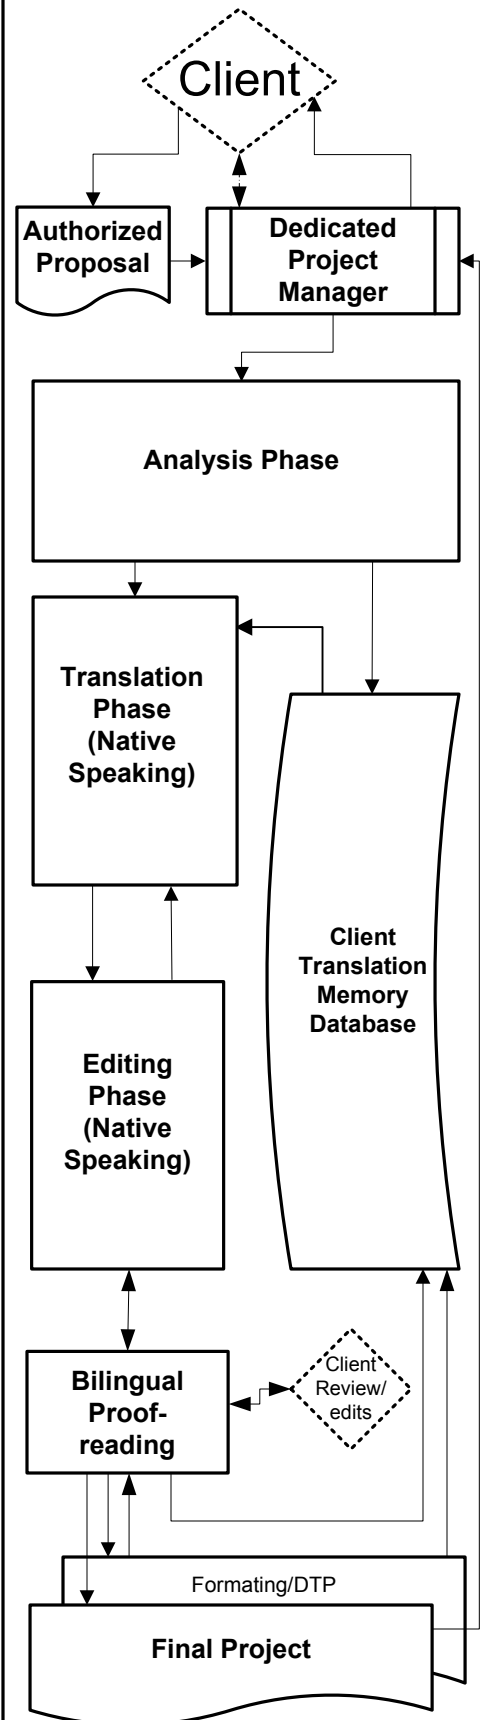 Client
Authorized
Proposal
Dedicated
Project
Manager
Analysis Phase
Translation
Phase
(Native
Speaking)
Client
Translation
Memory
Database
Editing
Phase
(Native
Speaking)
Bilingual
Proof-
reading
Client
Review/
edits
Formating/DTP
Final Project